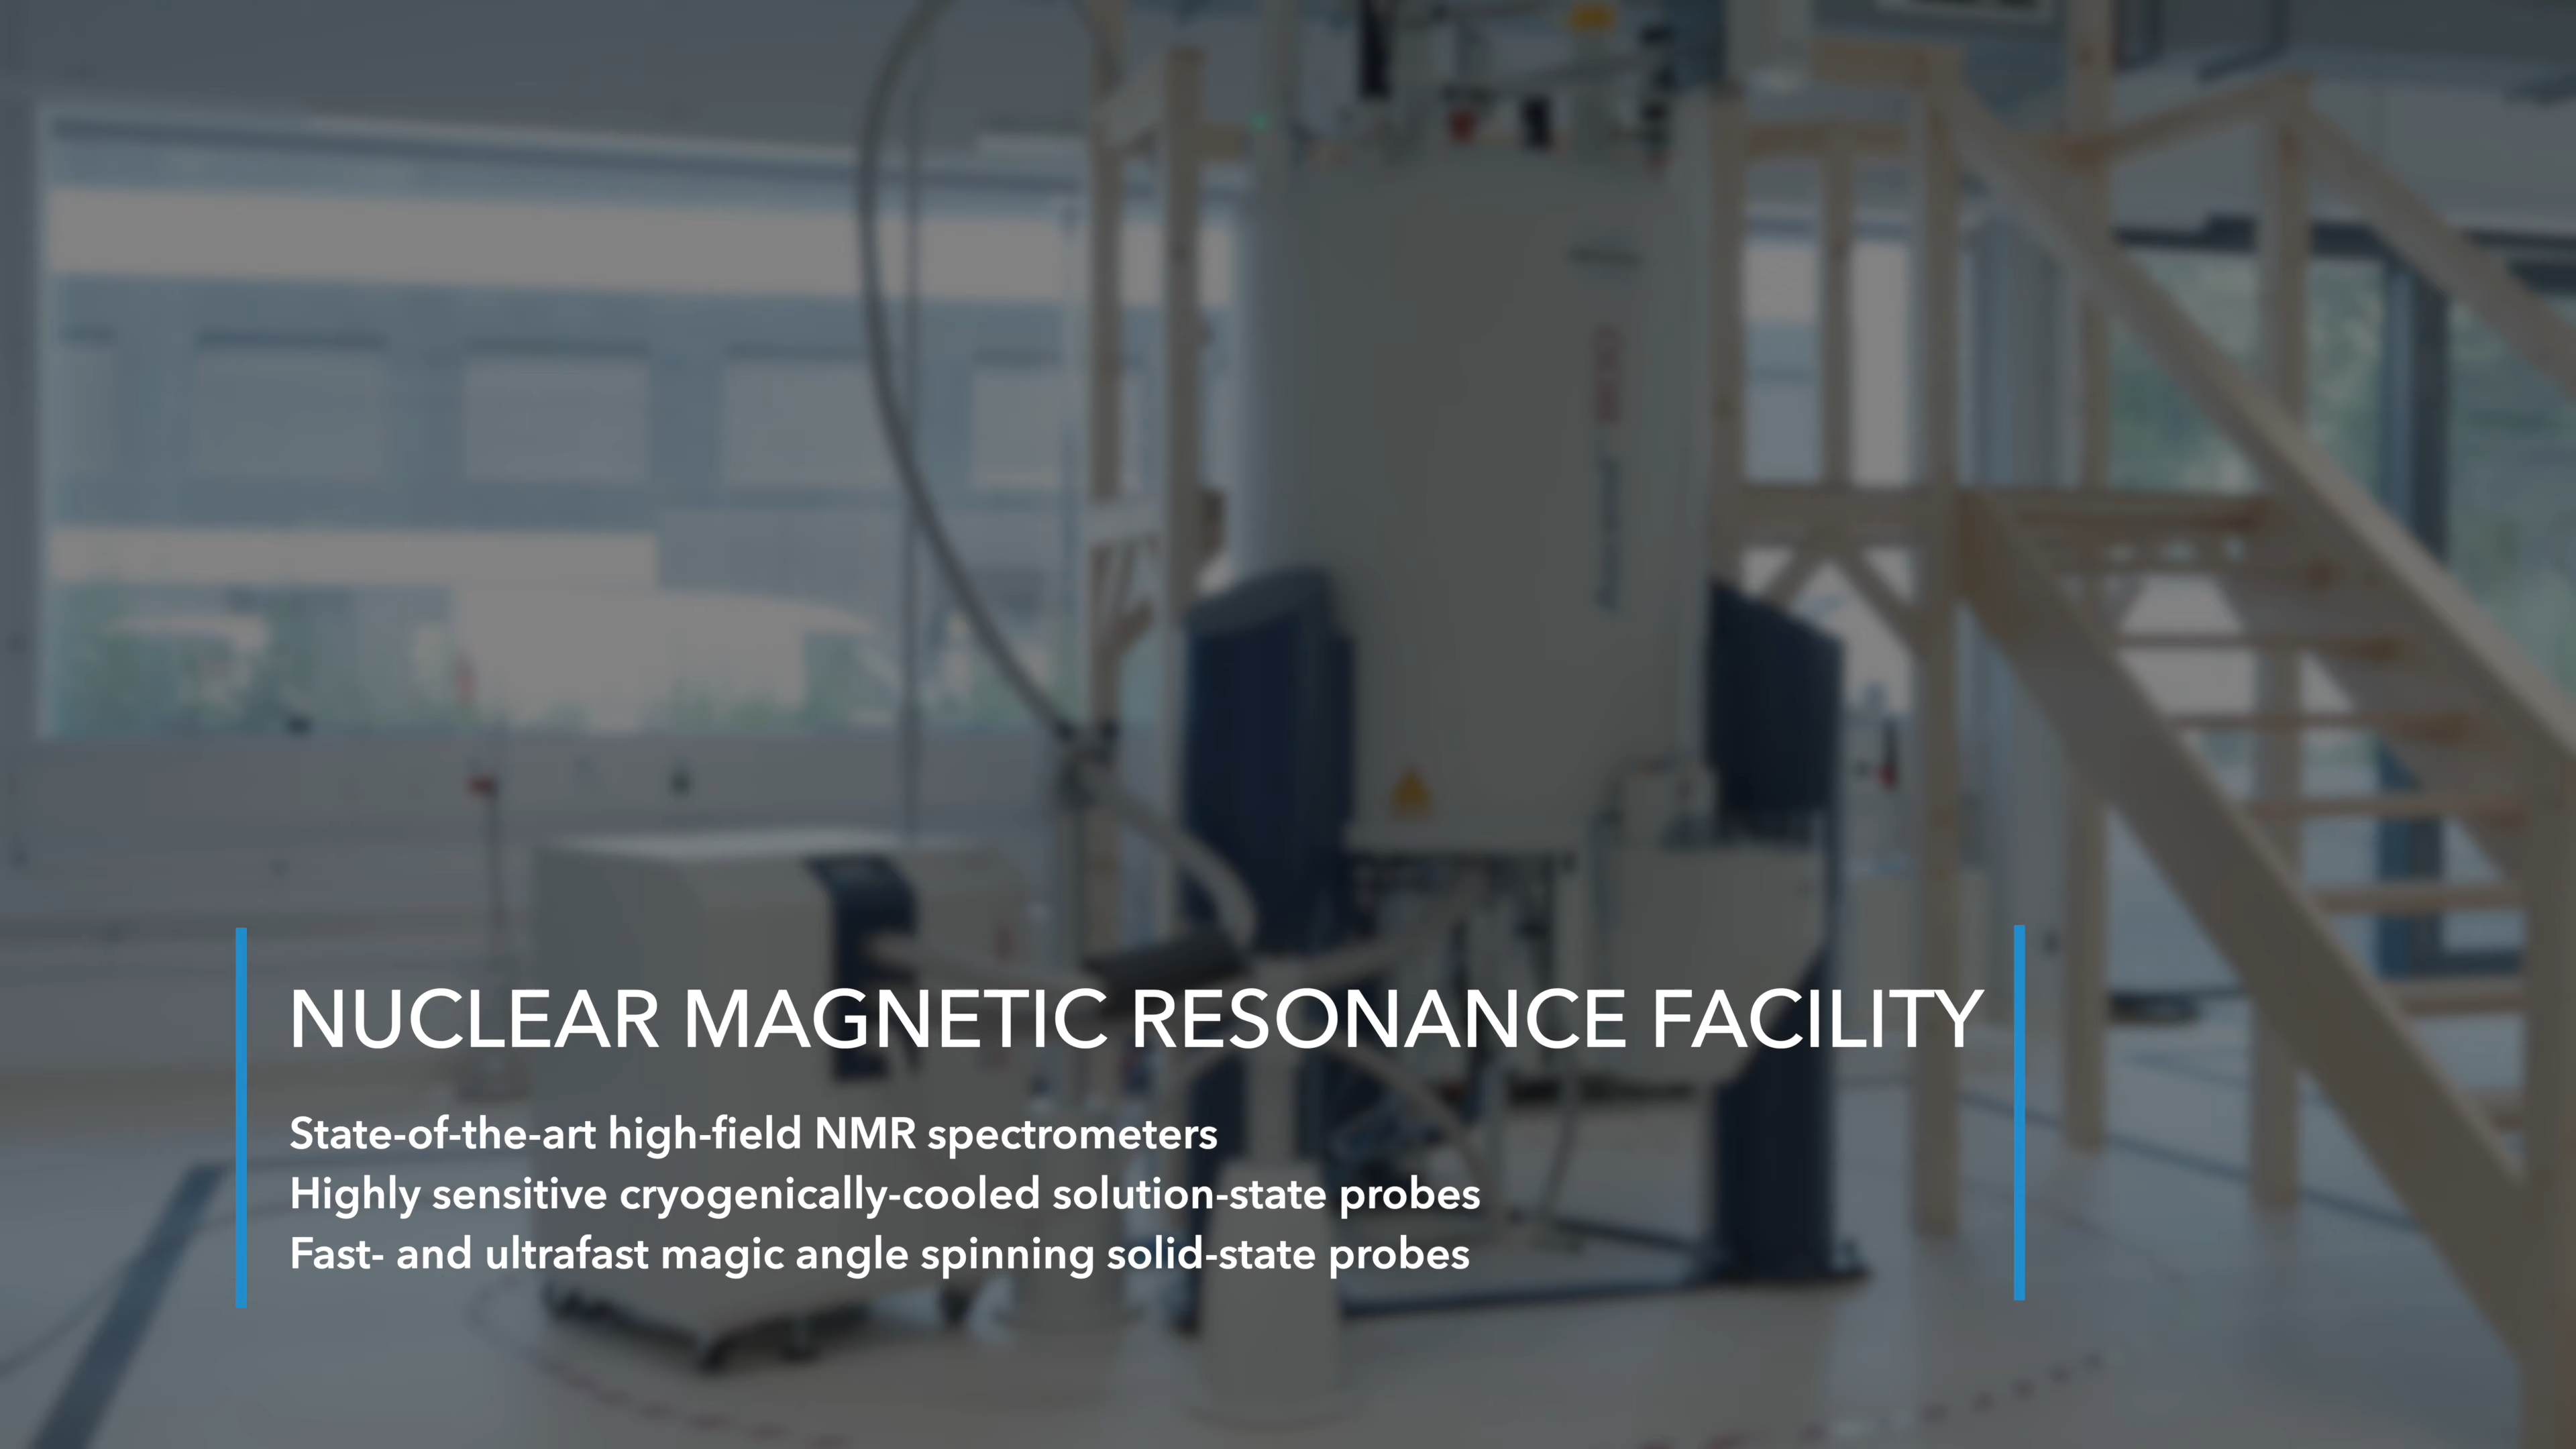 NUCLEAR MAGNETIC RESONANCE FACILITY
State-of-the-art high-field NMR spectrometers
Highly sensitive cryogenically-cooled solution-state probes
Fast- and ultrafast magic angle spinning solid-state probes